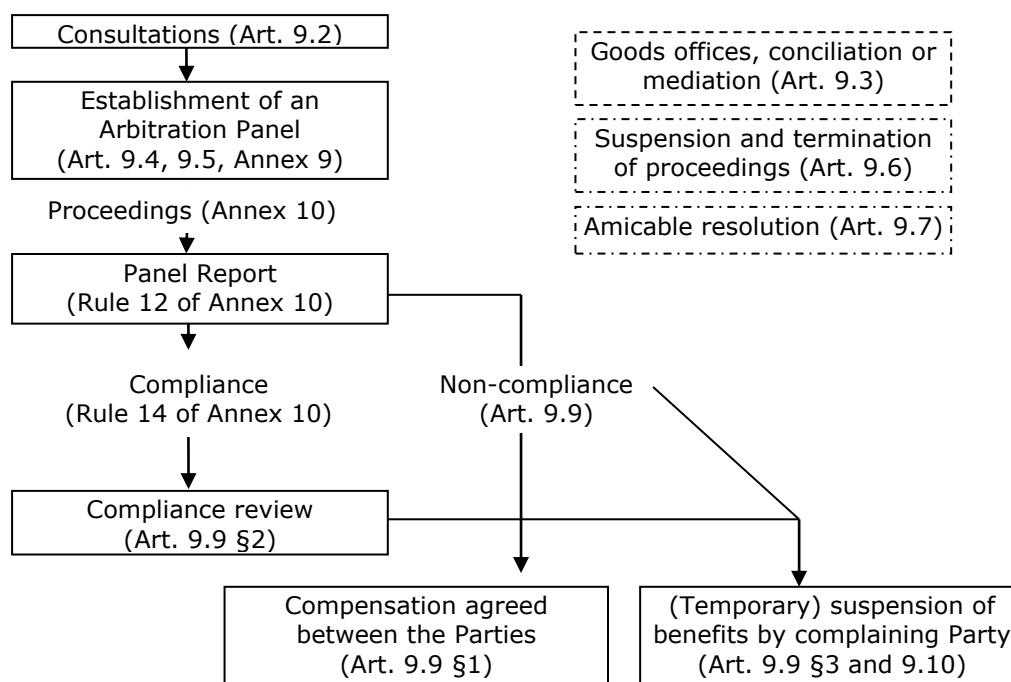 Consultations (Art. 9.2)
Establishment of an
Arbitration Panel
(Art. 9.4, 9.5, Annex 9)
Proceedings (Annex 10)
Panel Report
(Rule 12 of Annex 10)
Compliance
(Rule 14 of Annex 10)
Compliance review
(Art. 9.9 §2)
Goods offices, conciliation or
mediation (Art. 9.3)
Suspension and termination
of proceedings (Art. 9.6)
Amicable resolution (Art. 9.7)
Non-compliance
(Art. 9.9)
Compensation agreed
between the Parties
(Art. 9.9 §1)
(Temporary) suspension of
benefits by complaining Party
(Art. 9.9 §3 and 9.10)